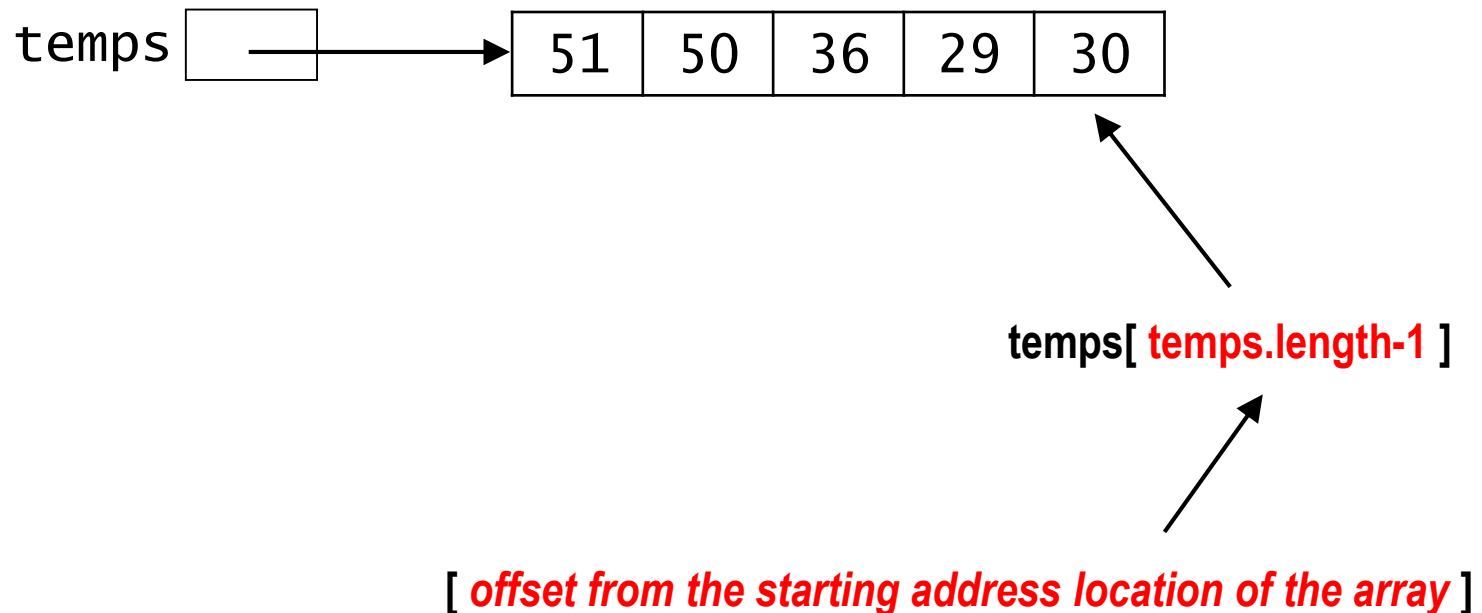 temps 51 50 36 29 30
temps[ temps.length-1 ]
[ offset from the starting address location of the array ]